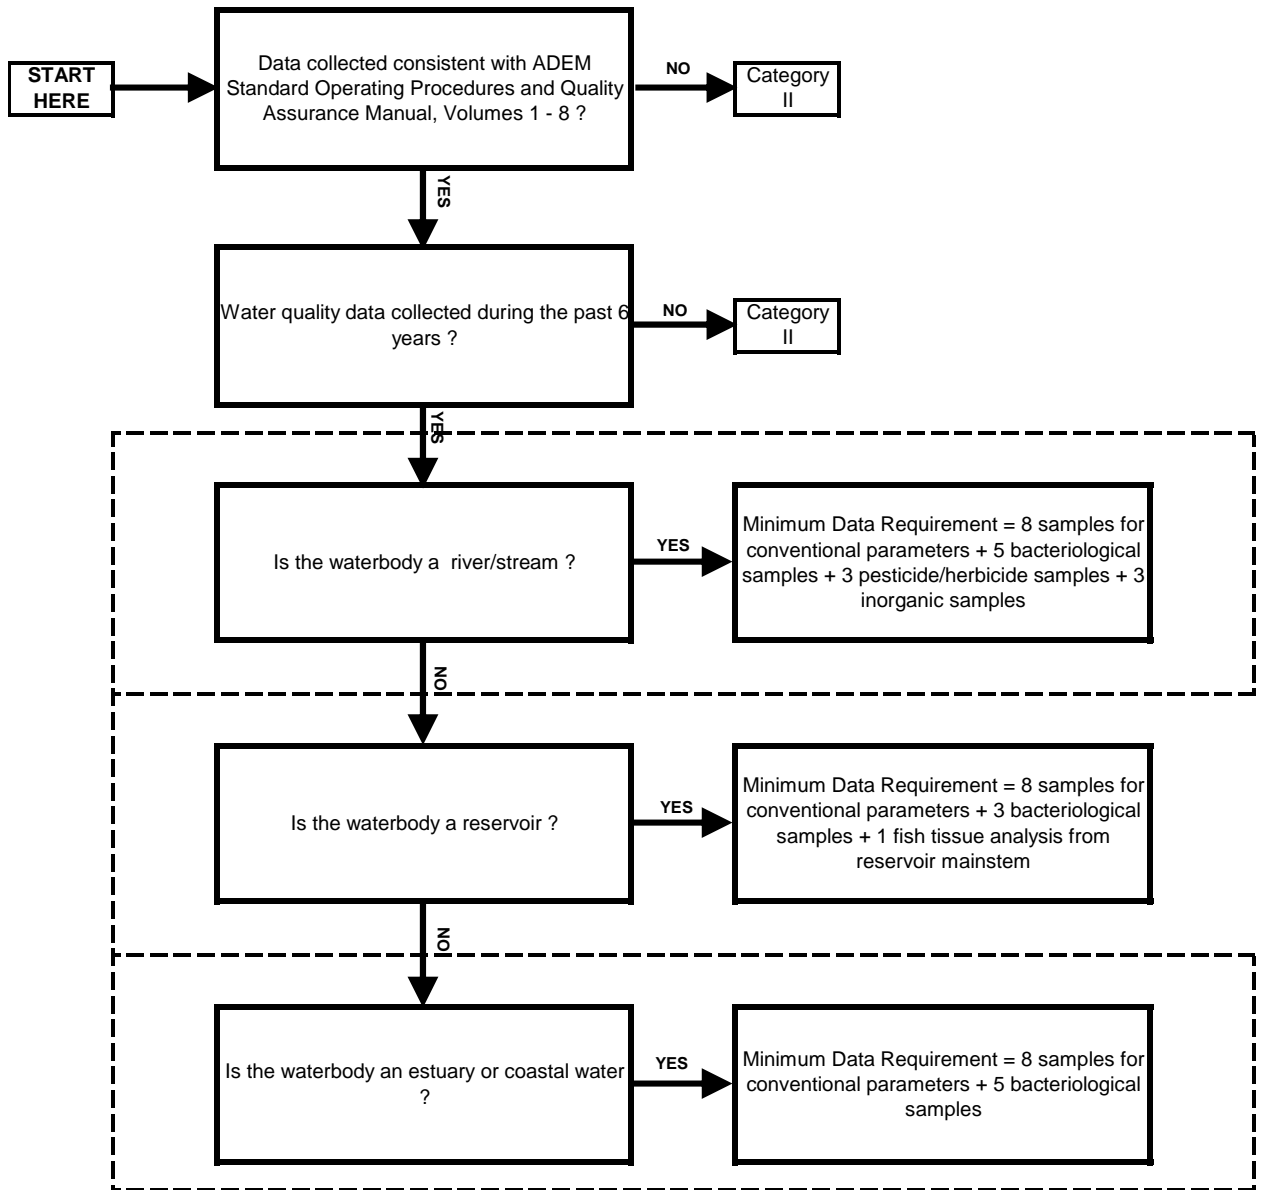 START
HERE
Data collected consistent with ADEM
Standard Operating Procedures and Quality
Assurance Manual, Volumes 1 - 8 ?
NO
Category
II
YES
Water quality data collected during the past 6
years ?
NO
Category
II
YES
Is the waterbody a river/stream ?
YES
Minimum Data Requirement = 8 samples for
conventional parameters + 5 bacteriological
samples + 3 pesticide/herbicide samples + 3
inorganic samples
NO
Is the waterbody a reservoir ?
YES
Minimum Data Requirement = 8 samples for
conventional parameters + 3 bacteriological
samples + 1 fish tissue analysis from
reservoir mainstem
NO
Is the waterbody an estuary or coastal water
?
YES
Minimum Data Requirement = 8 samples for
conventional parameters + 5 bacteriological
samples